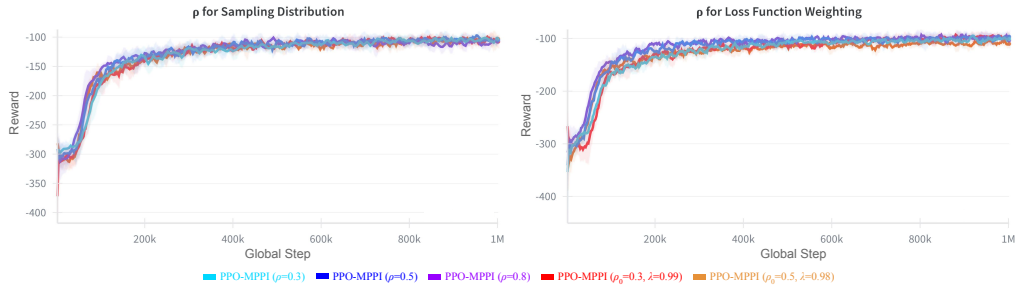 ρ for Sampling Distribution
Reward
-100
-150
-200
-250
-300
-350
-400
200k
400k
600k
800k
1M
Global Step
ρ for Loss Function Weighting
Reward
-100
-200
-300
-400
200k
400k
600k
800k
1M
Global Step
PPO-MPPI (ρ=0.3) PPO-MPPI (ρ=0.5) PPO-MPPI (ρ=0.8) PPO-MPPI (ρ₀=0.3, λ=0.99) PPO-MPPI (ρ₀=0.5, λ=0.98)